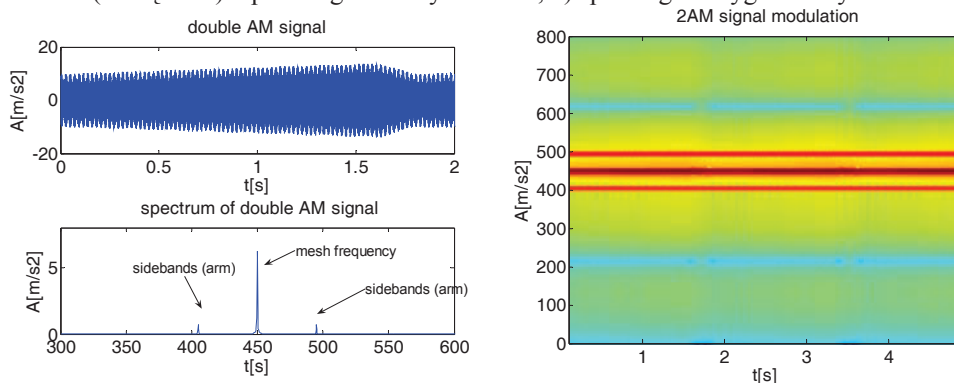 double AM signal
20
0
-20
A[m/s2]
0 0.5 1 1.5 2
t[s]
spectrum of double AM signal
5
0
A[m/s2]
mesh frequency
sidebands (arm)
sidebands (arm)
300 350 400 450 500 550 600
t[s]
2AM signal modulation
800
700
600
500
400
300
200
100
0
A[m/s2]
1 2 3 4
t[s]